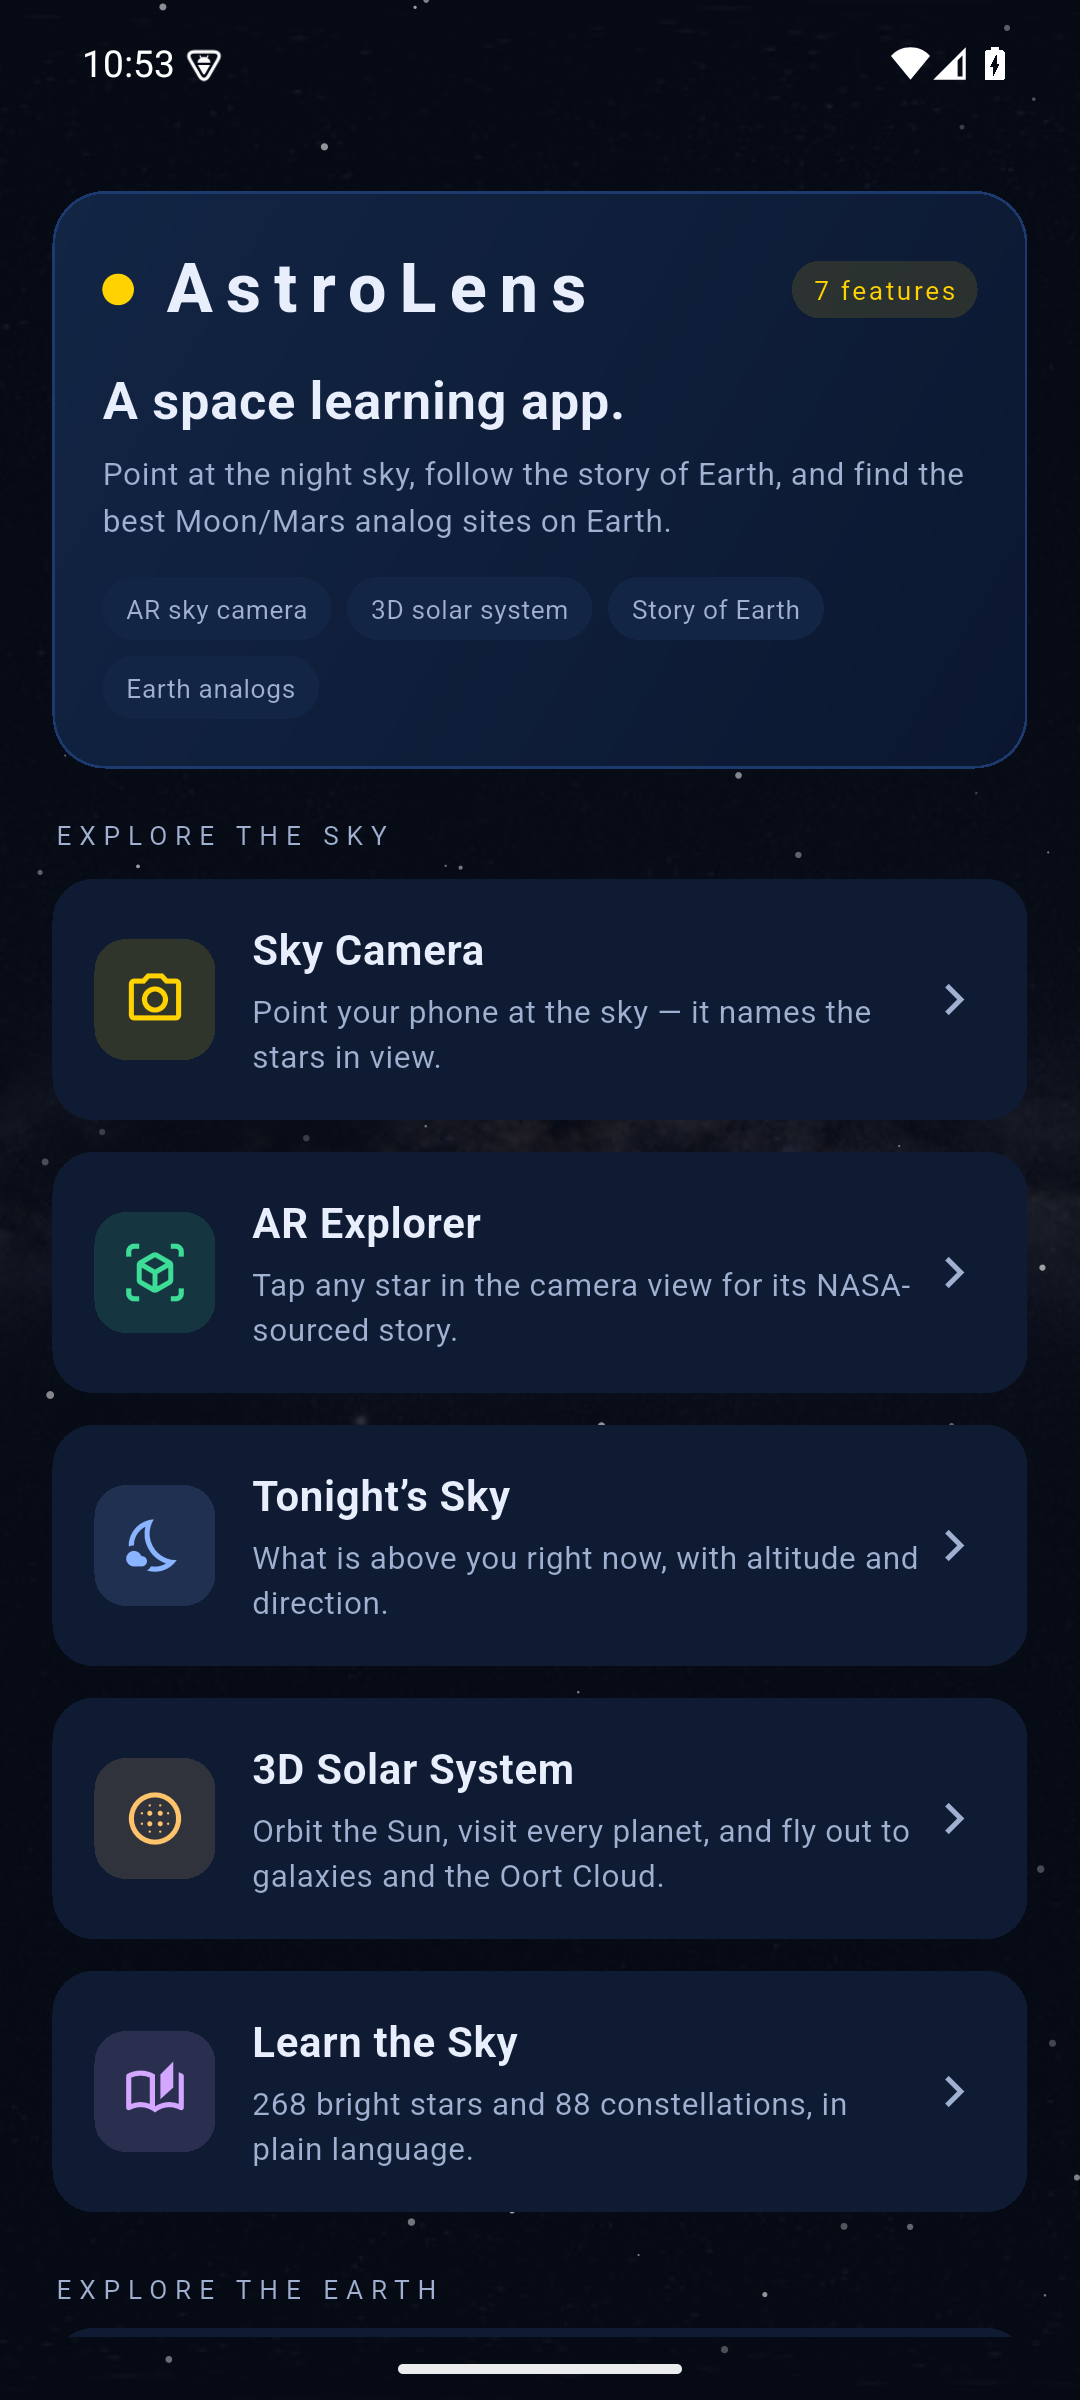 10:53
AstroLens
7 features
A space learning app.
Point at the night sky, follow the story of Earth, and find the
best Moon/Mars analog sites on Earth.
AR sky camera
3D solar system
Story of Earth
Earth analogs
EXPLORE THE SKY
Sky Camera
Point your phone at the sky — it names the
stars in view.
AR Explorer
Tap any star in the camera view for its NASA-
sourced story.
Tonight’s Sky
What is above you right now, with altitude and
direction.
3D Solar System
Orbit the Sun, visit every planet, and fly out to
galaxies and the Oort Cloud.
Learn the Sky
268 bright stars and 88 constellations, in
plain language.
EXPLORE THE EARTH